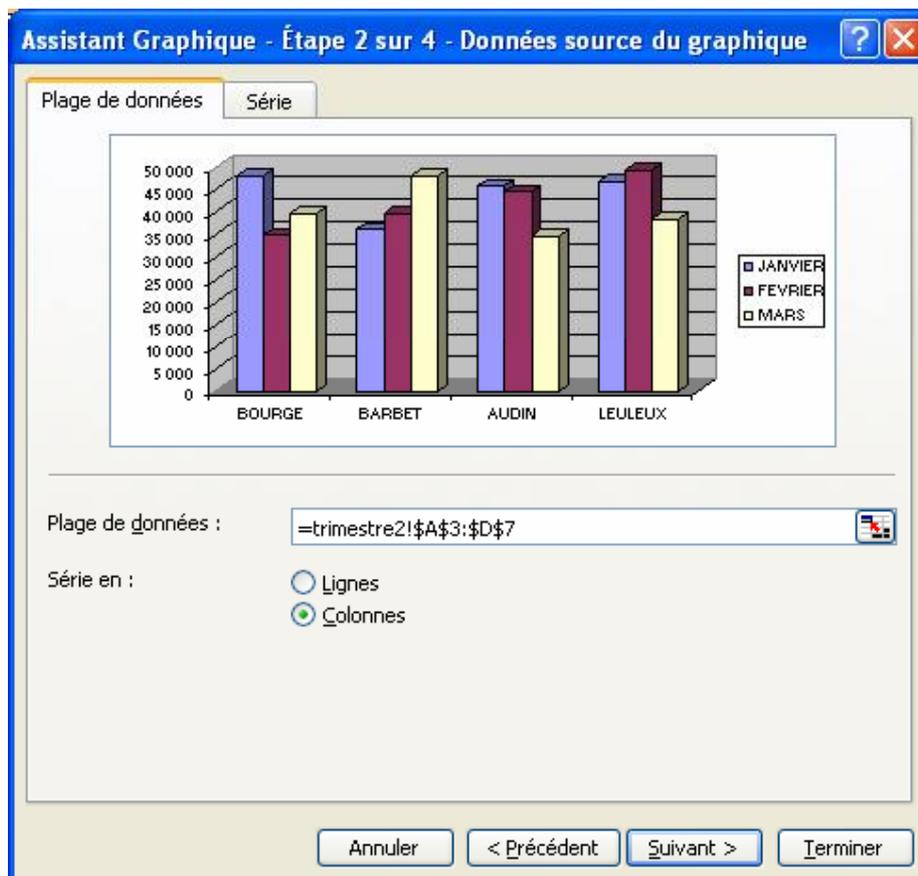 Assistant Graphique - Étape 2 sur 4 - Données source du graphique
Plage de données
Série
50 000
45 000
40 000
35 000
30 000
25 000
20 000
15 000
10 000
5 000
0
BOURGE BARBET AUDIN LEULEUX
JANVIER
FEVRIER
MARS
Plage de données :
=trimestre2!$A$3:$D$7
Série en :
Lignes
Colonnes
Annuler
< Précédent
Suivant >
Terminer